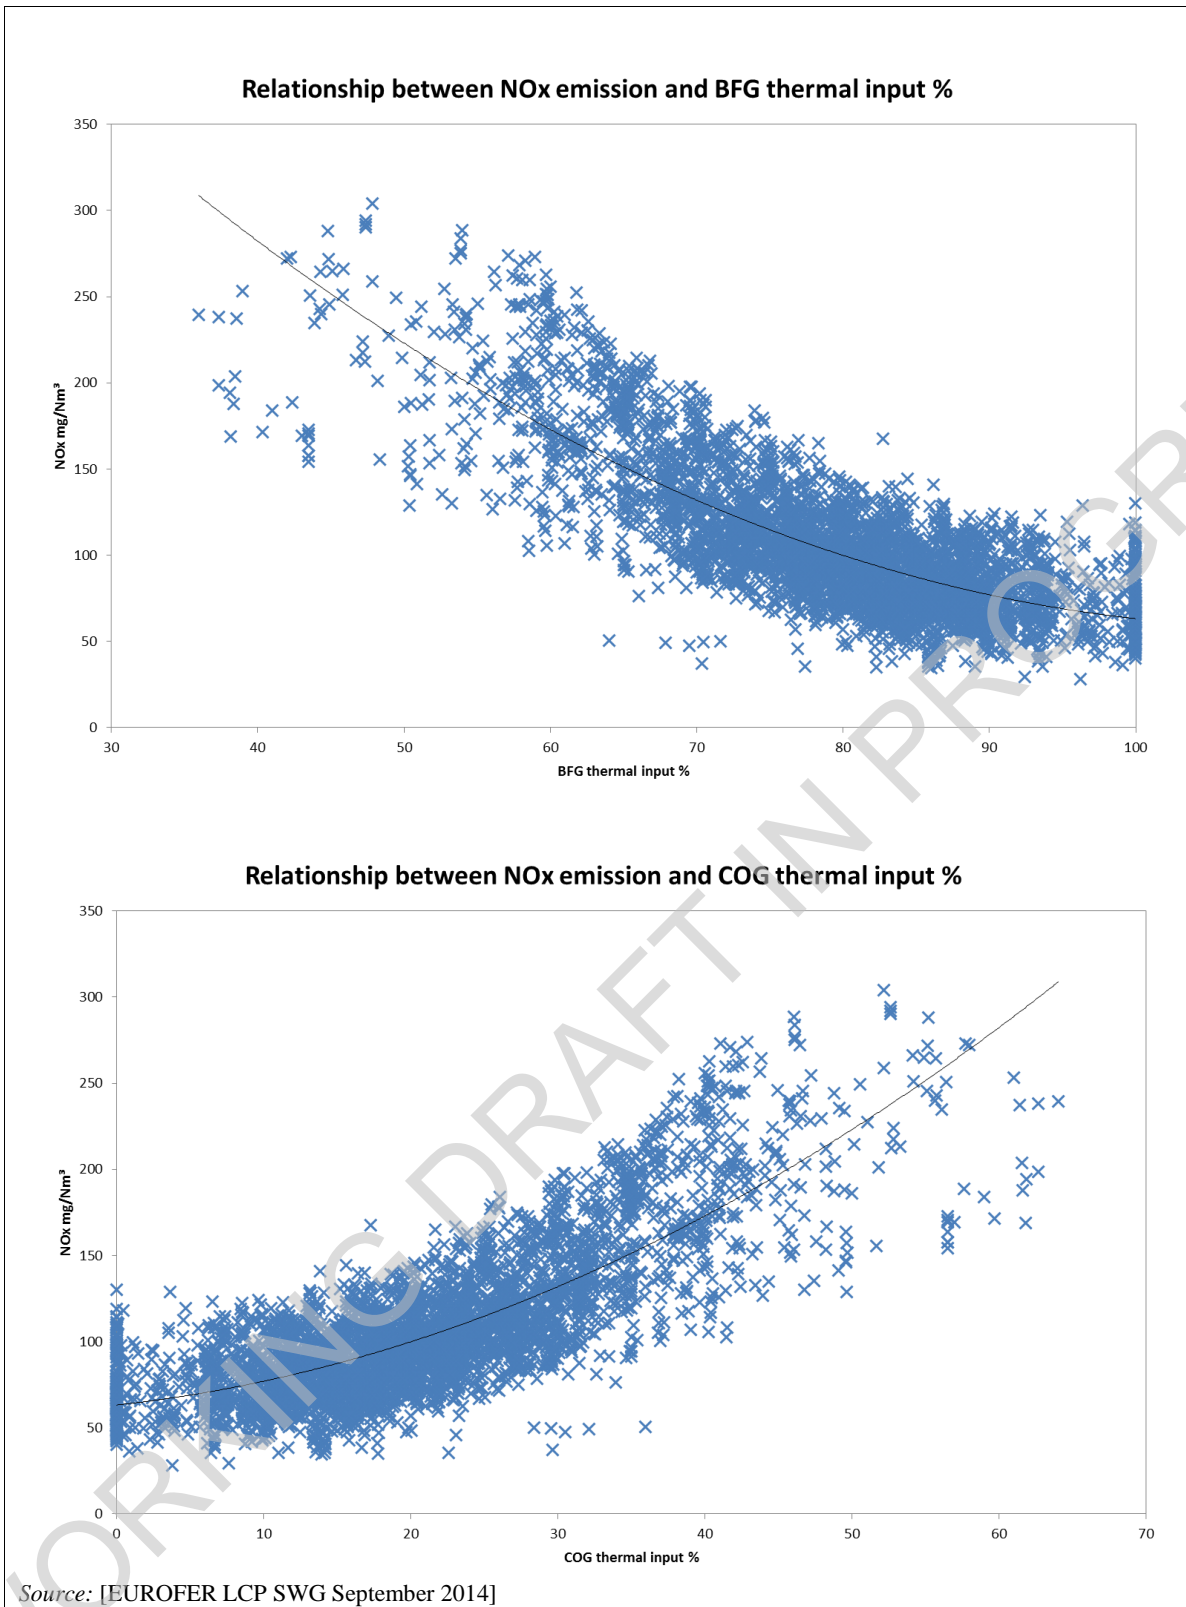 Relationship between NOx emission and BFG thermal input %
350
300
250
200
150
100
50
0
NOx mg/Nm³
30 40 50 60 70 80 90 100
BFG thermal input %
Relationship between NOx emission and COG thermal input %
350
300
250
200
150
100
50
0
NOx mg/Nm³
0 10 20 30 40 50 60 70
COG thermal input %
Source: [EUROFER LCP SWG September 2014]
WORKING DRAFT IN PROGR